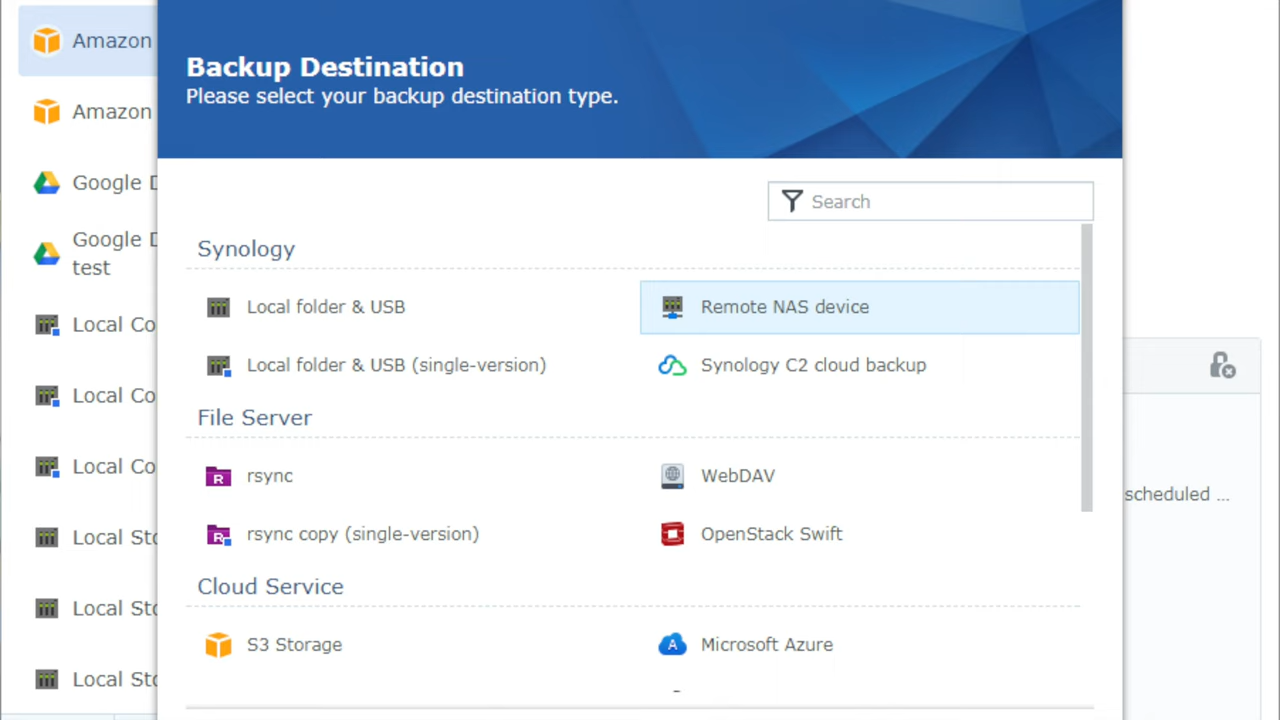 Backup Destination
Please select your backup destination type.
Search
Synology
Local folder & USB
Remote NAS device
Local folder & USB (single-version)
Synology C2 cloud backup
File Server
rsync
WebDAV
rsync copy (single-version)
OpenStack Swift
Cloud Service
S3 Storage
Microsoft Azure
Amazon
Amazon
Google D
Google D
test
Local Co
Local Co
Local Co
Local Sto
Local Sto
Local Sto
scheduled ...